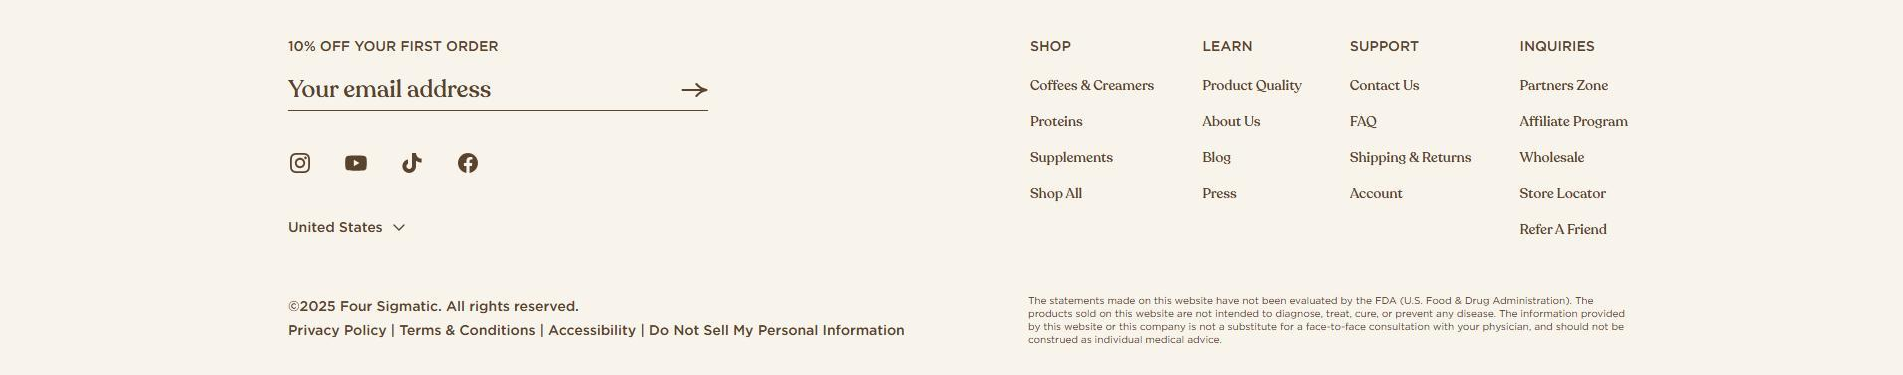 10% OFF YOUR FIRST ORDER
Your email address
United States
SHOP
Coffees & Creamers
Proteins
Supplements
Shop All
LEARN
Product Quality
About Us
Blog
Press
SUPPORT
Contact Us
FAQ
Shipping & Returns
Account
INQUIRIES
Partners Zone
Affiliate Program
Wholesale
Store Locator
Refer A Friend
©2025 Four Sigmatic. All rights reserved.
Privacy Policy | Terms & Conditions | Accessibility | Do Not Sell My Personal Information
The statements made on this website have not been evaluated by the FDA (U.S. Food & Drug Administration). The
products sold on this website are not intended to diagnose, treat, cure, or prevent any disease. The information provided
by this website or this company is not a substitute for a face-to-face consultation with your physician, and should not be
construed as individual medical advice.